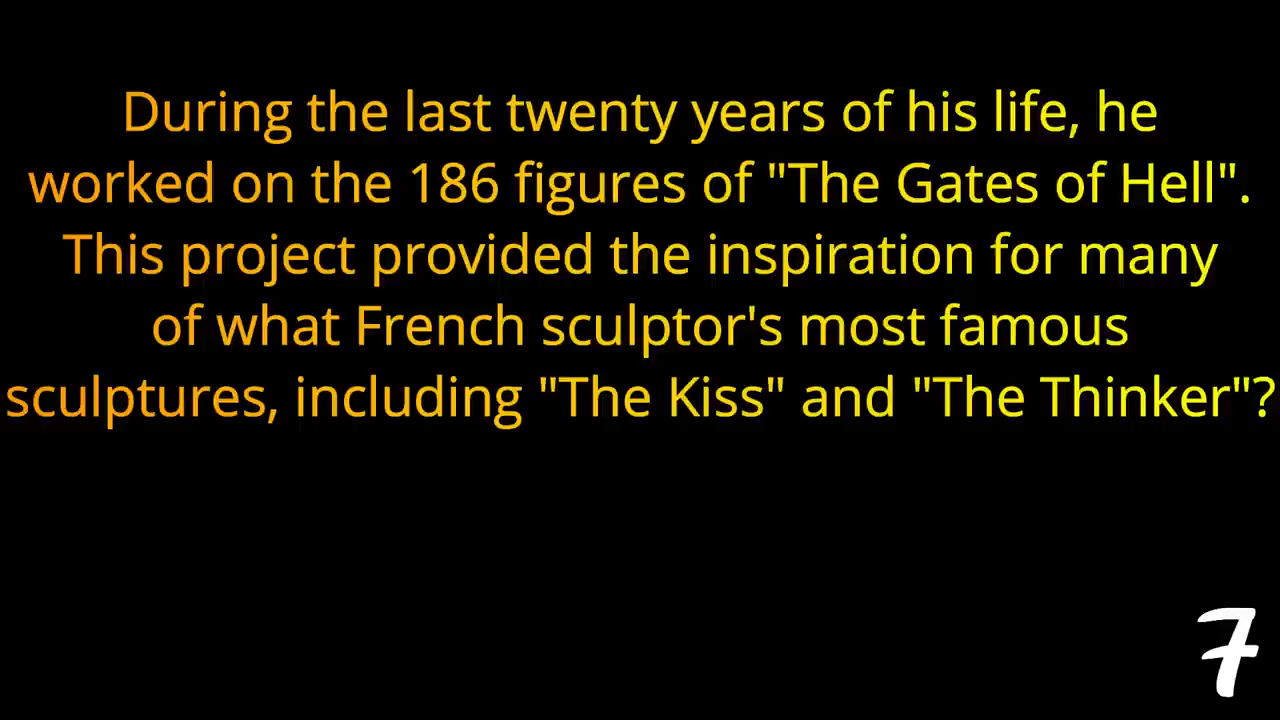 During the last twenty years of his life, he
worked on the 186 figures of "The Gates of Hell".
This project provided the inspiration for many
of what French sculptor's most famous
sculptures, including "The Kiss" and "The Thinker"?
7